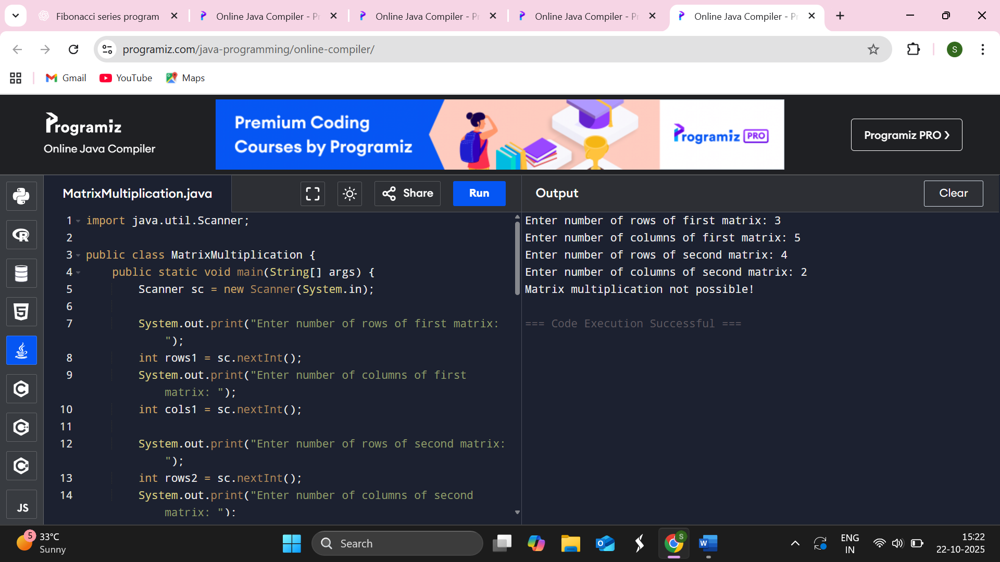 Fibonacci series program
Online Java Compiler - Pr
Online Java Compiler - Pr
Online Java Compiler - Pr
Online Java Compiler - Pr
programiz.com/java-programming/online-compiler/
S
Gmail
YouTube
Maps
Programiz
Online Java Compiler
Premium Coding
Courses by Programiz
Programiz PRO
Programiz PRO ❯
MatrixMultiplication.java
Share
Run
Output
Clear
1 import java.util.Scanner;
2
3 public class MatrixMultiplication {
4 public static void main(String[] args) {
5 Scanner sc = new Scanner(System.in);
6
7 System.out.print("Enter number of rows of first matrix:
");
8 int rows1 = sc.nextInt();
9 System.out.print("Enter number of columns of first
matrix: ");
10 int cols1 = sc.nextInt();
11
12 System.out.print("Enter number of rows of second matrix:
");
13 int rows2 = sc.nextInt();
14 System.out.print("Enter number of columns of second
matrix: ");
Enter number of rows of first matrix: 3
Enter number of columns of first matrix: 5
Enter number of rows of second matrix: 4
Enter number of columns of second matrix: 2
Matrix multiplication not possible!
=== Code Execution Successful ===
JS
5
33°C
Sunny
Search
S
ENG
IN
15:22
22-10-2025